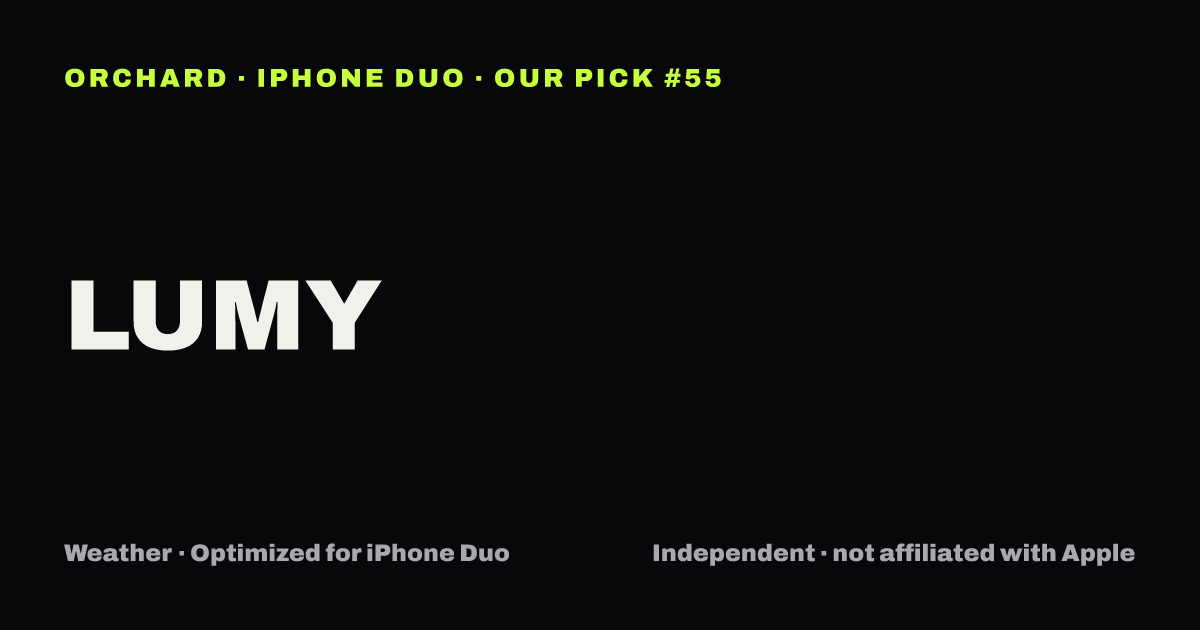 ORCHARD · IPHONE DUO · OUR PICK #55
LUMY
Weather · Optimized for iPhone Duo
Independent · not affiliated with Apple